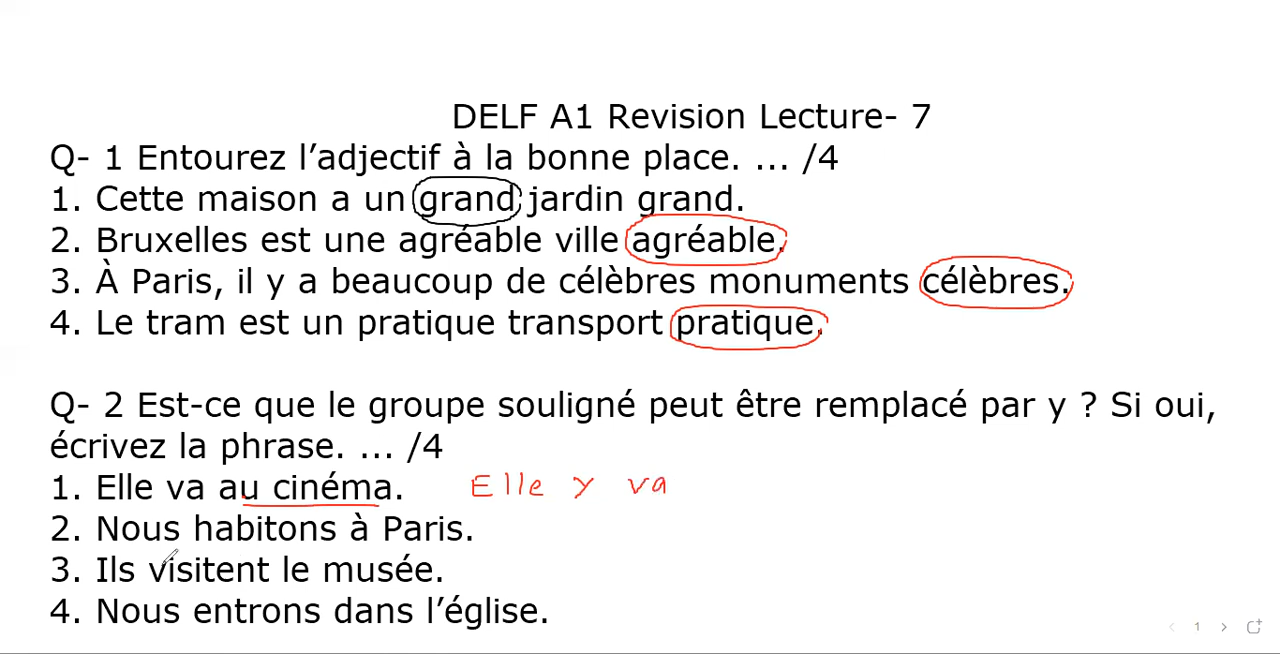 DELF A1 Revision Lecture- 7
Q- 1 Entourez l’adjectif à la bonne place. ... /4
1. Cette maison a un grand jardin grand.
2. Bruxelles est une agréable ville agréable.
3. À Paris, il y a beaucoup de célèbres monuments célèbres.
4. Le tram est un pratique transport pratique.
Q- 2 Est-ce que le groupe souligné peut être remplacé par y ? Si oui,
écrivez la phrase. ... /4
1. Elle va au cinéma. Elle y va
2. Nous habitons à Paris.
3. Ils visitent le musée.
4. Nous entrons dans l’église.
1